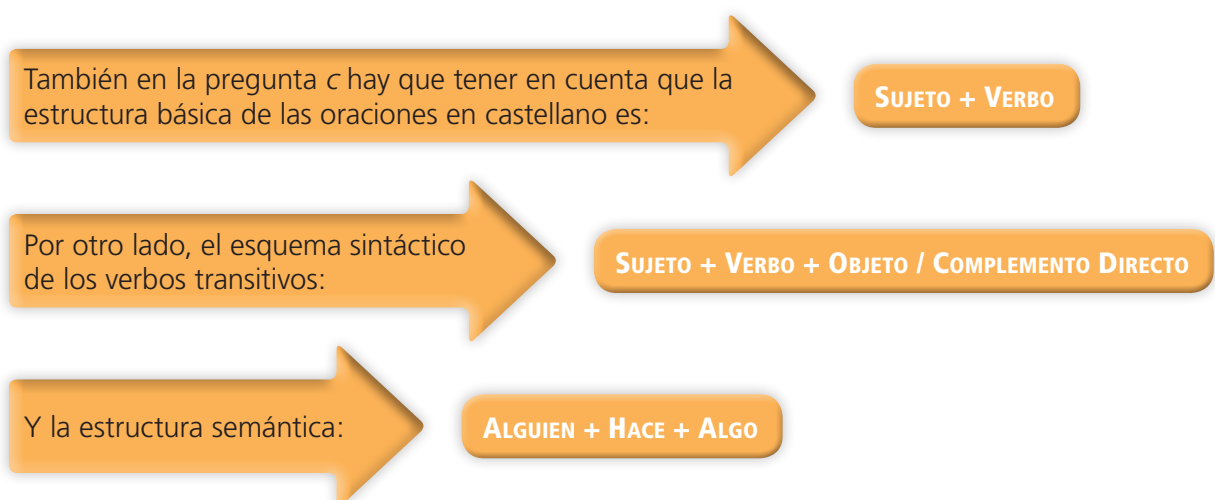 También en la pregunta c hay que tener en cuenta que la
estructura básica de las oraciones en castellano es:
SUJETO + VERBO
Por otro lado, el esquema sintáctico
de los verbos transitivos:
SUJETO + VERBO + OBJETO / COMPLEMENTO DIRECTO
Y la estructura semántica:
ALGUIEN + HACE + ALGO